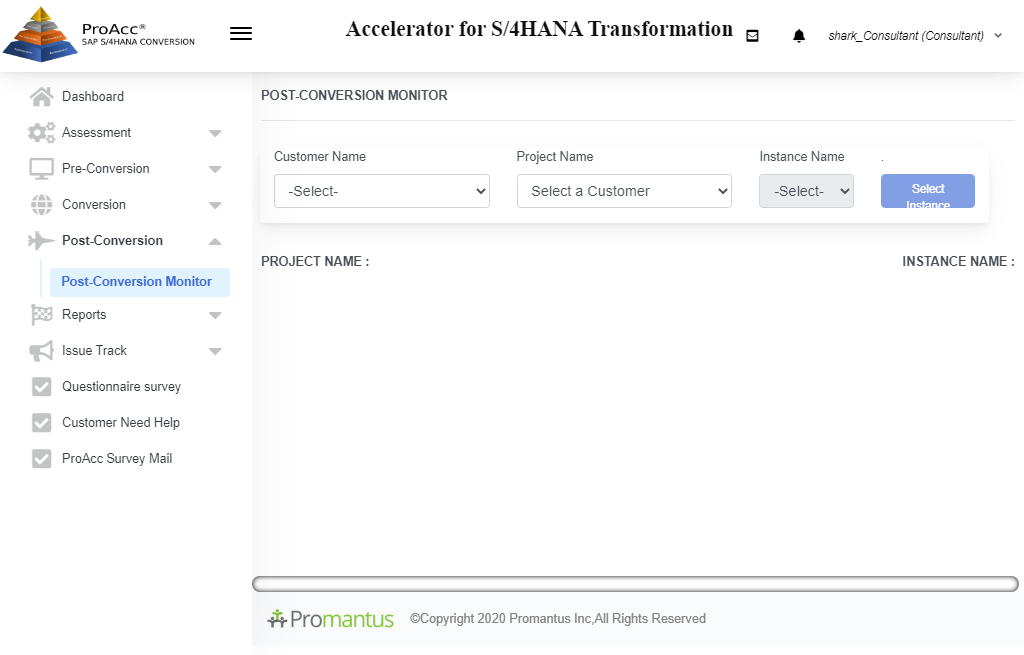 ProAcc®
SAP S/4HANA CONVERSION
Accelerator for S/4HANA Transformation
shark_Consultant (Consultant)
Dashboard
Assessment
Pre-Conversion
Conversion
Post-Conversion
Post-Conversion Monitor
Reports
Issue Track
Questionnaire survey
Customer Need Help
ProAcc Survey Mail
POST-CONVERSION MONITOR
Customer Name
Project Name
Instance Name
.
-Select-
Select a Customer
-Select-
Select
Instance
PROJECT NAME :
INSTANCE NAME :
Promantus
©Copyright 2020 Promantus Inc,All Rights Reserved